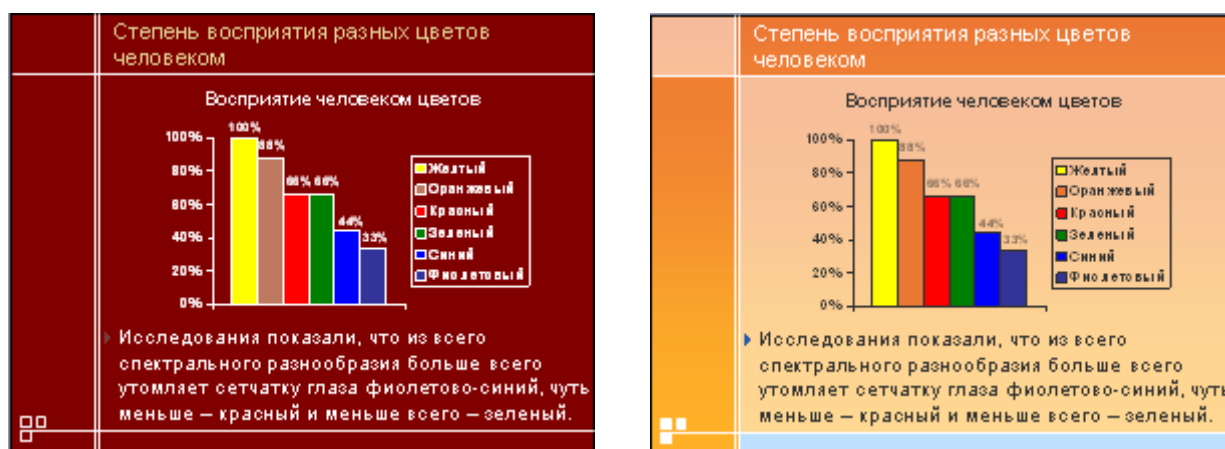 Степень восприятия разных цветов
человеком
Восприятие человеком цветов
100%
80%
60%
40%
20%
0%
100%
88%
66%
66%
44%
33%
Желтый
Оранжевый
Красный
Зеленый
Синий
Фиолетовый
Исследования показали, что из всего
спектрального разнообразия больше всего
утомляет сетчатку глаза фиолетово-синий, чуть
меньше – красный и меньше всего – зеленый.
Степень восприятия разных цветов
человеком
Восприятие человеком цветов
100%
80%
60%
40%
20%
0%
100%
88%
66%
66%
44%
33%
Желтый
Оранжевый
Красный
Зеленый
Синий
Фиолетовый
Исследования показали, что из всего
спектрального разнообразия больше всего
утомляет сетчатку глаза фиолетово-синий, чуть
меньше – красный и меньше всего – зеленый.